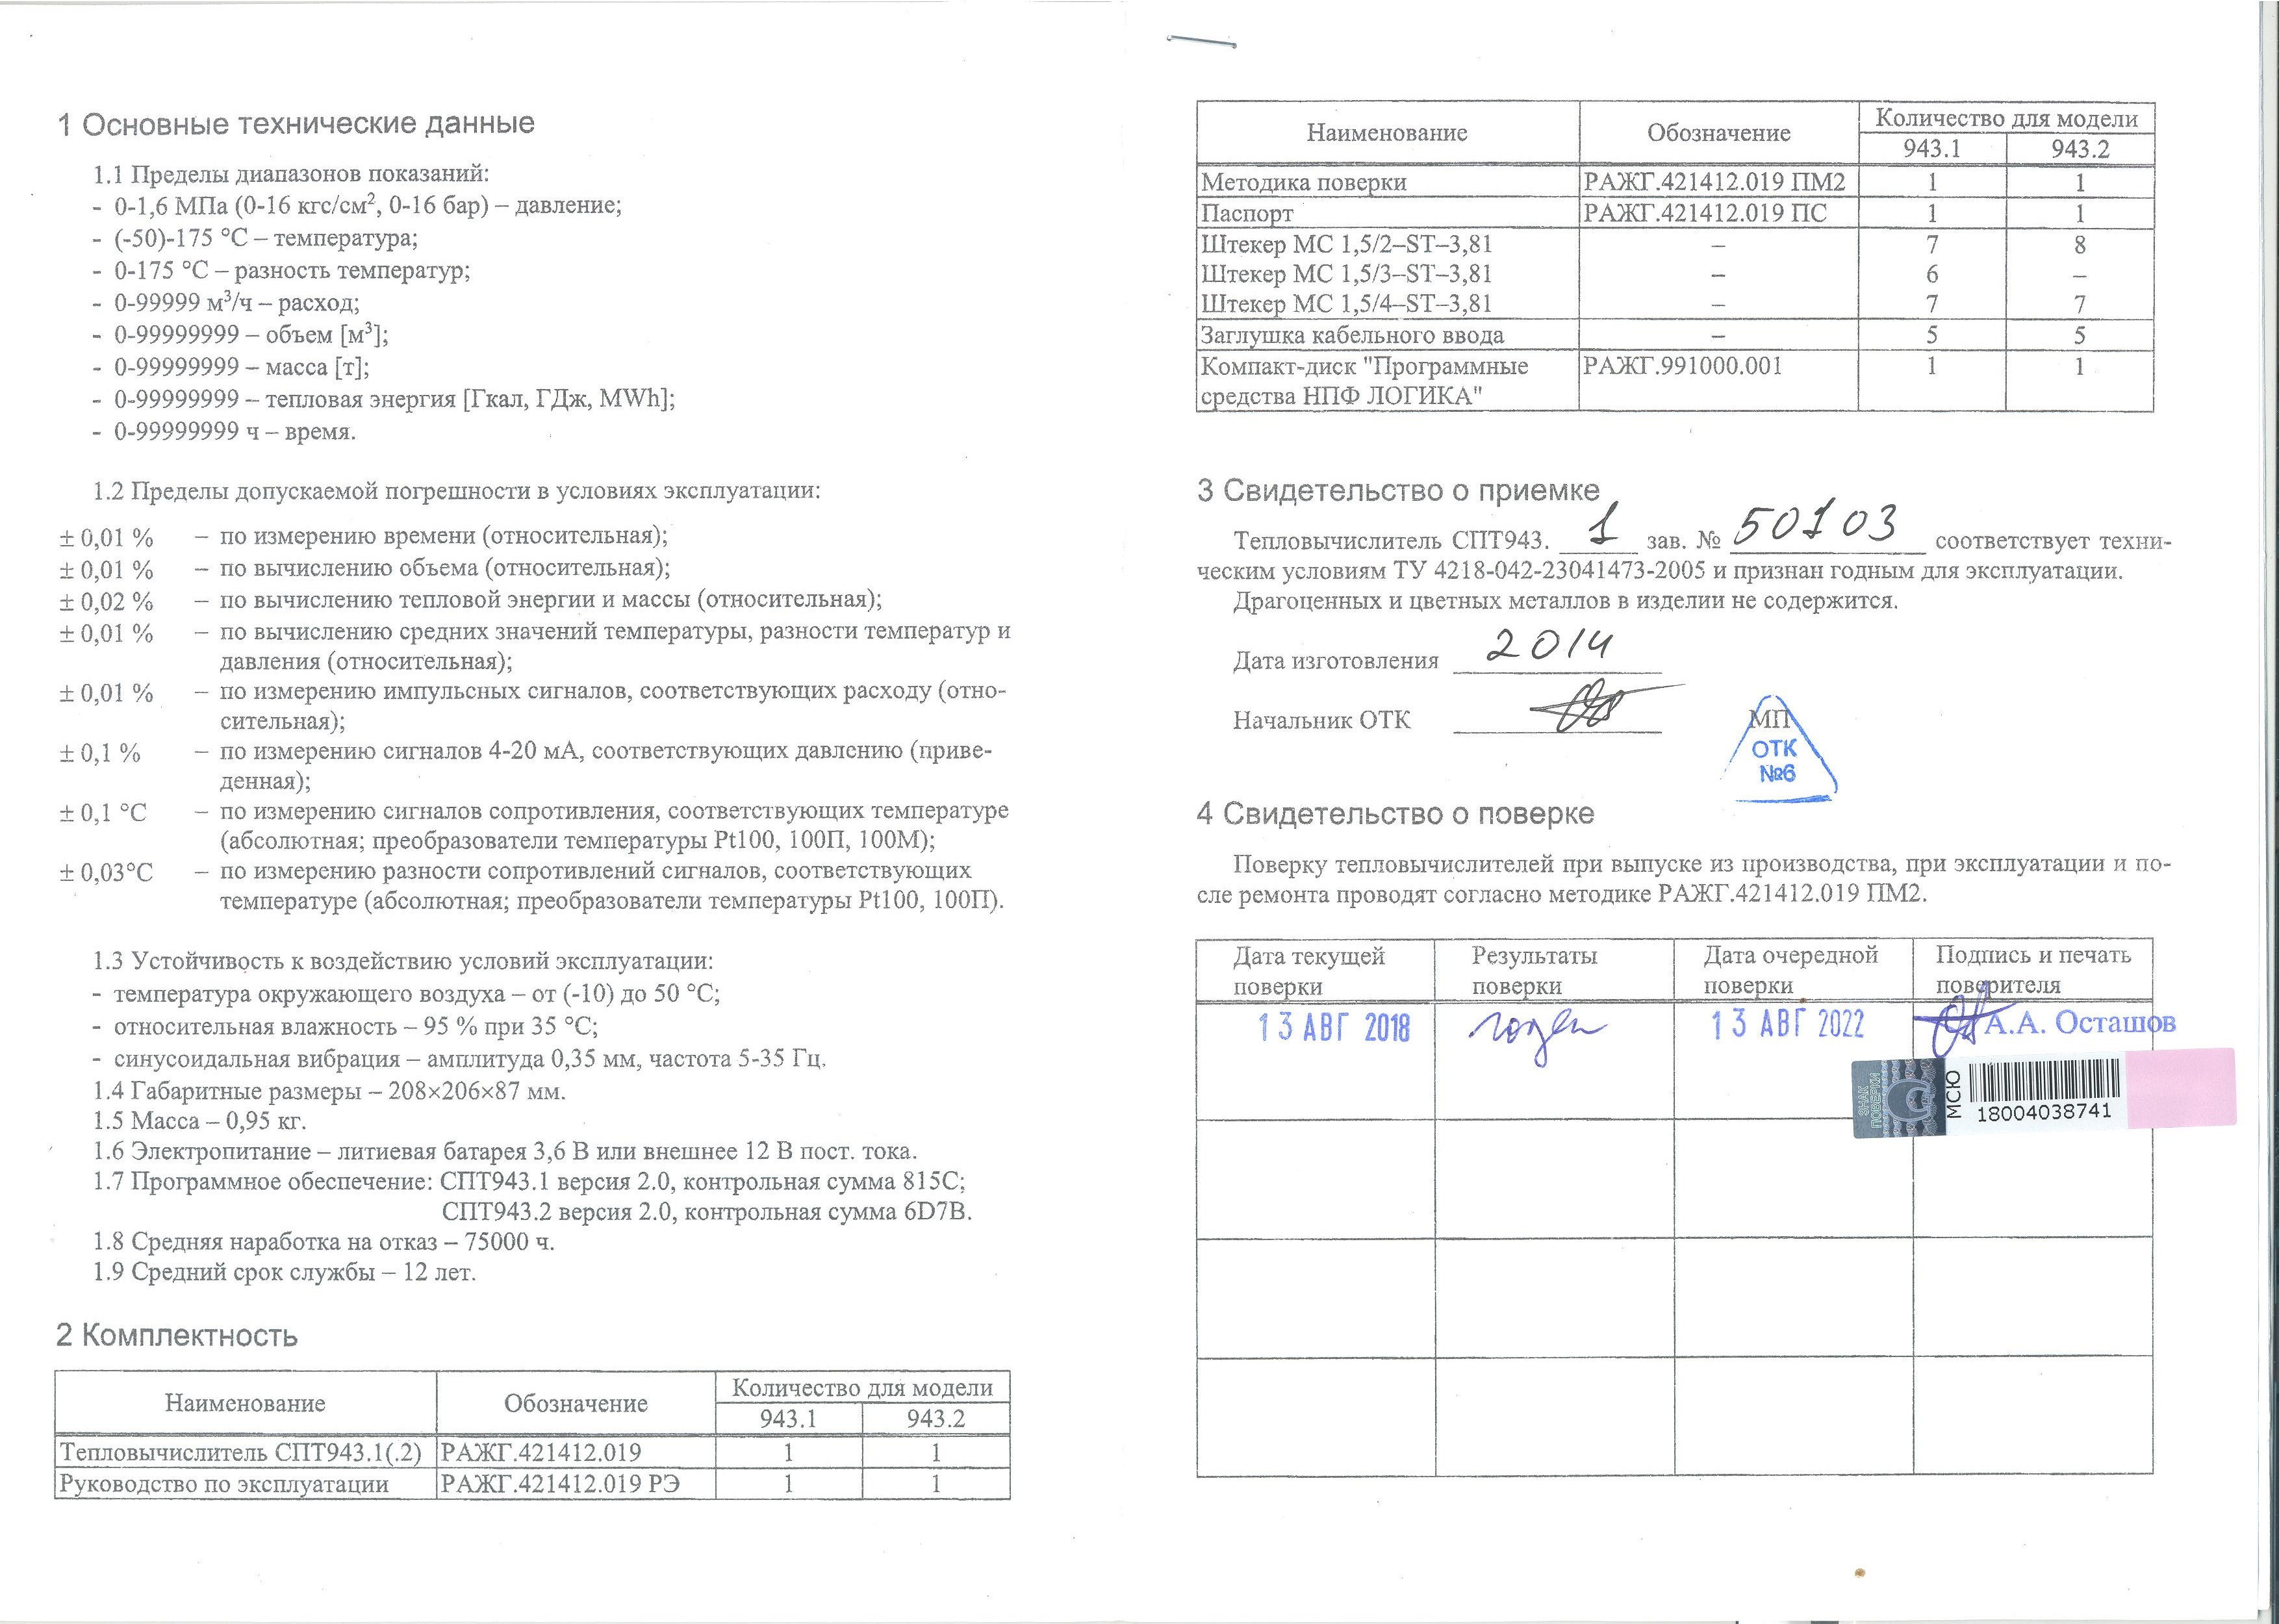 1 Основные технические данные
1.1 Пределы диапазонов показаний:
- 0-1,6 МПа (0-16 кгс/см², 0-16 бар) – давление;
- (-50)-175 °С – температура;
- 0-175 °С – разность температур;
- 0-99999 м³/ч – расход;
- 0-99999999 – объем [м³];
- 0-99999999 – масса [т];
- 0-99999999 – тепловая энергия [Гкал, ГДж, MWh];
- 0-99999999 ч – время.
1.2 Пределы допускаемой погрешности в условиях эксплуатации:
± 0,01 % – по измерению времени (относительная);
± 0,01 % – по вычислению объема (относительная);
± 0,02 % – по вычислению тепловой энергии и массы (относительная);
± 0,01 % – по вычислению средних значений температуры, разности температур и
давления (относительная);
± 0,01 % – по измерению импульсных сигналов, соответствующих расходу (отно-
сительная);
± 0,1 % – по измерению сигналов 4-20 мА, соответствующих давлению (приве-
денная);
± 0,1 °С – по измерению сигналов сопротивления, соответствующих температуре
(абсолютная; преобразователи температуры Pt100, 100П, 100М);
± 0,03°С – по измерению разности сопротивлений сигналов, соответствующих
температуре (абсолютная; преобразователи температуры Pt100, 100П).
1.3 Устойчивость к воздействию условий эксплуатации:
- температура окружающего воздуха – от (-10) до 50 °С;
- относительная влажность – 95 % при 35 °С;
- синусоидальная вибрация – амплитуда 0,35 мм, частота 5-35 Гц.
1.4 Габаритные размеры – 208×206×87 мм.
1.5 Масса – 0,95 кг.
1.6 Электропитание – литиевая батарея 3,6 В или внешнее 12 В пост. тока.
1.7 Программное обеспечение: СПТ943.1 версия 2.0, контрольная сумма 815C;
СПТ943.2 версия 2.0, контрольная сумма 6D7B.
1.8 Средняя наработка на отказ – 75000 ч.
1.9 Средний срок службы – 12 лет.
2 Комплектность
Наименование Обозначение Количество для модели
943.1 943.2
Тепловычислитель СПТ943.1(.2) РАЖГ.421412.019 1 1
Руководство по эксплуатации РАЖГ.421412.019 РЭ 1 1
Наименование Обозначение Количество для модели
943.1 943.2
Методика поверки РАЖГ.421412.019 ПМ2 1 1
Паспорт РАЖГ.421412.019 ПС 1 1
Штекер МС 1,5/2–ST–3,81 – 7 8
Штекер МС 1,5/3–ST–3,81 – 6 –
Штекер МС 1,5/4–ST–3,81 – 7 7
Заглушка кабельного ввода – 5 5
Компакт-диск "Программные РАЖГ.991000.001 1 1
средства НПФ ЛОГИКА"
3 Свидетельство о приемке
Тепловычислитель СПТ943. 1 зав. № 50103 соответствует техни-
ческим условиям ТУ 4218-042-23041473-2005 и признан годным для эксплуатации.
Драгоценных и цветных металлов в изделии не содержится.
Дата изготовления 2014
Начальник ОТК
МП
ОТК
№6
4 Свидетельство о поверке
Поверку тепловычислителей при выпуске из производства, при эксплуатации и по-
сле ремонта проводят согласно методике РАЖГ.421412.019 ПМ2.
Дата текущей Результаты Дата очередной Подпись и печать
поверки поверки поверки поверителя
13 АВГ 2018 годен 13 АВГ 2022 А.А. Осташов
ЗНАК
ПОВЕРКИ
МСЮ
18004038741